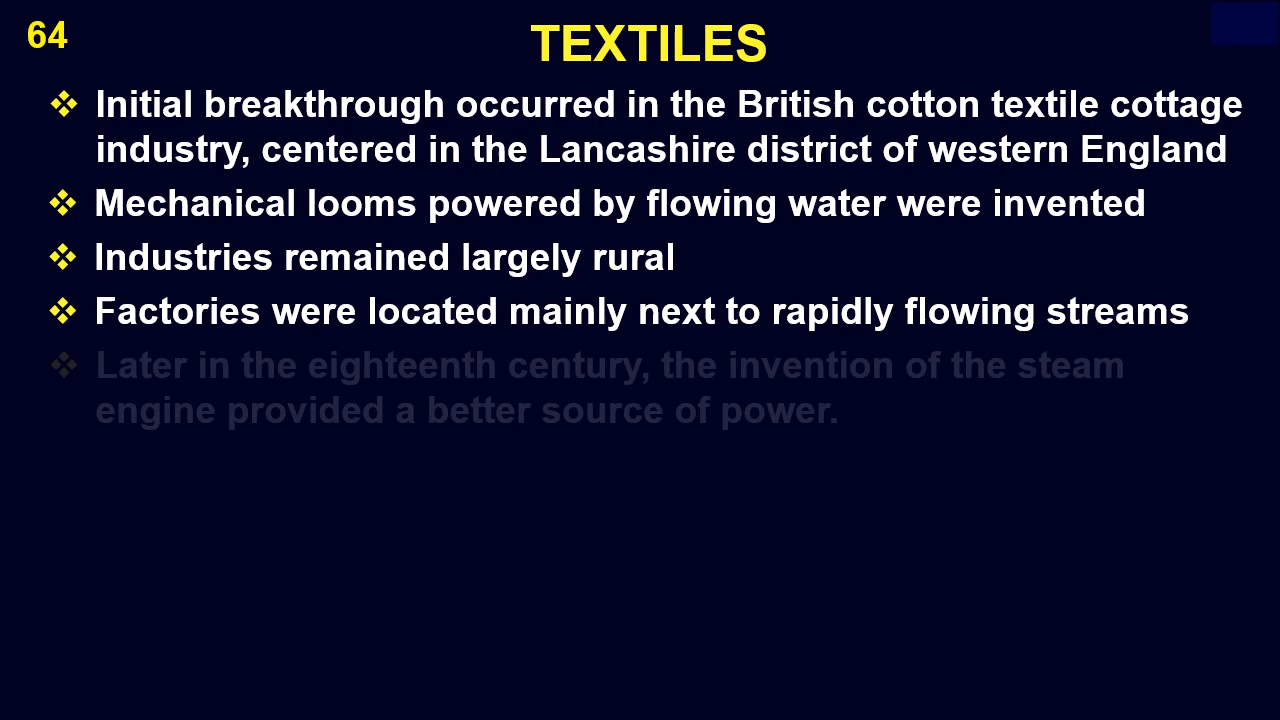 64
TEXTILES
❖ Initial breakthrough occurred in the British cotton textile cottage
industry, centered in the Lancashire district of western England
❖ Mechanical looms powered by flowing water were invented
❖ Industries remained largely rural
❖ Factories were located mainly next to rapidly flowing streams
❖ Later in the eighteenth century, the invention of the steam
engine provided a better source of power.